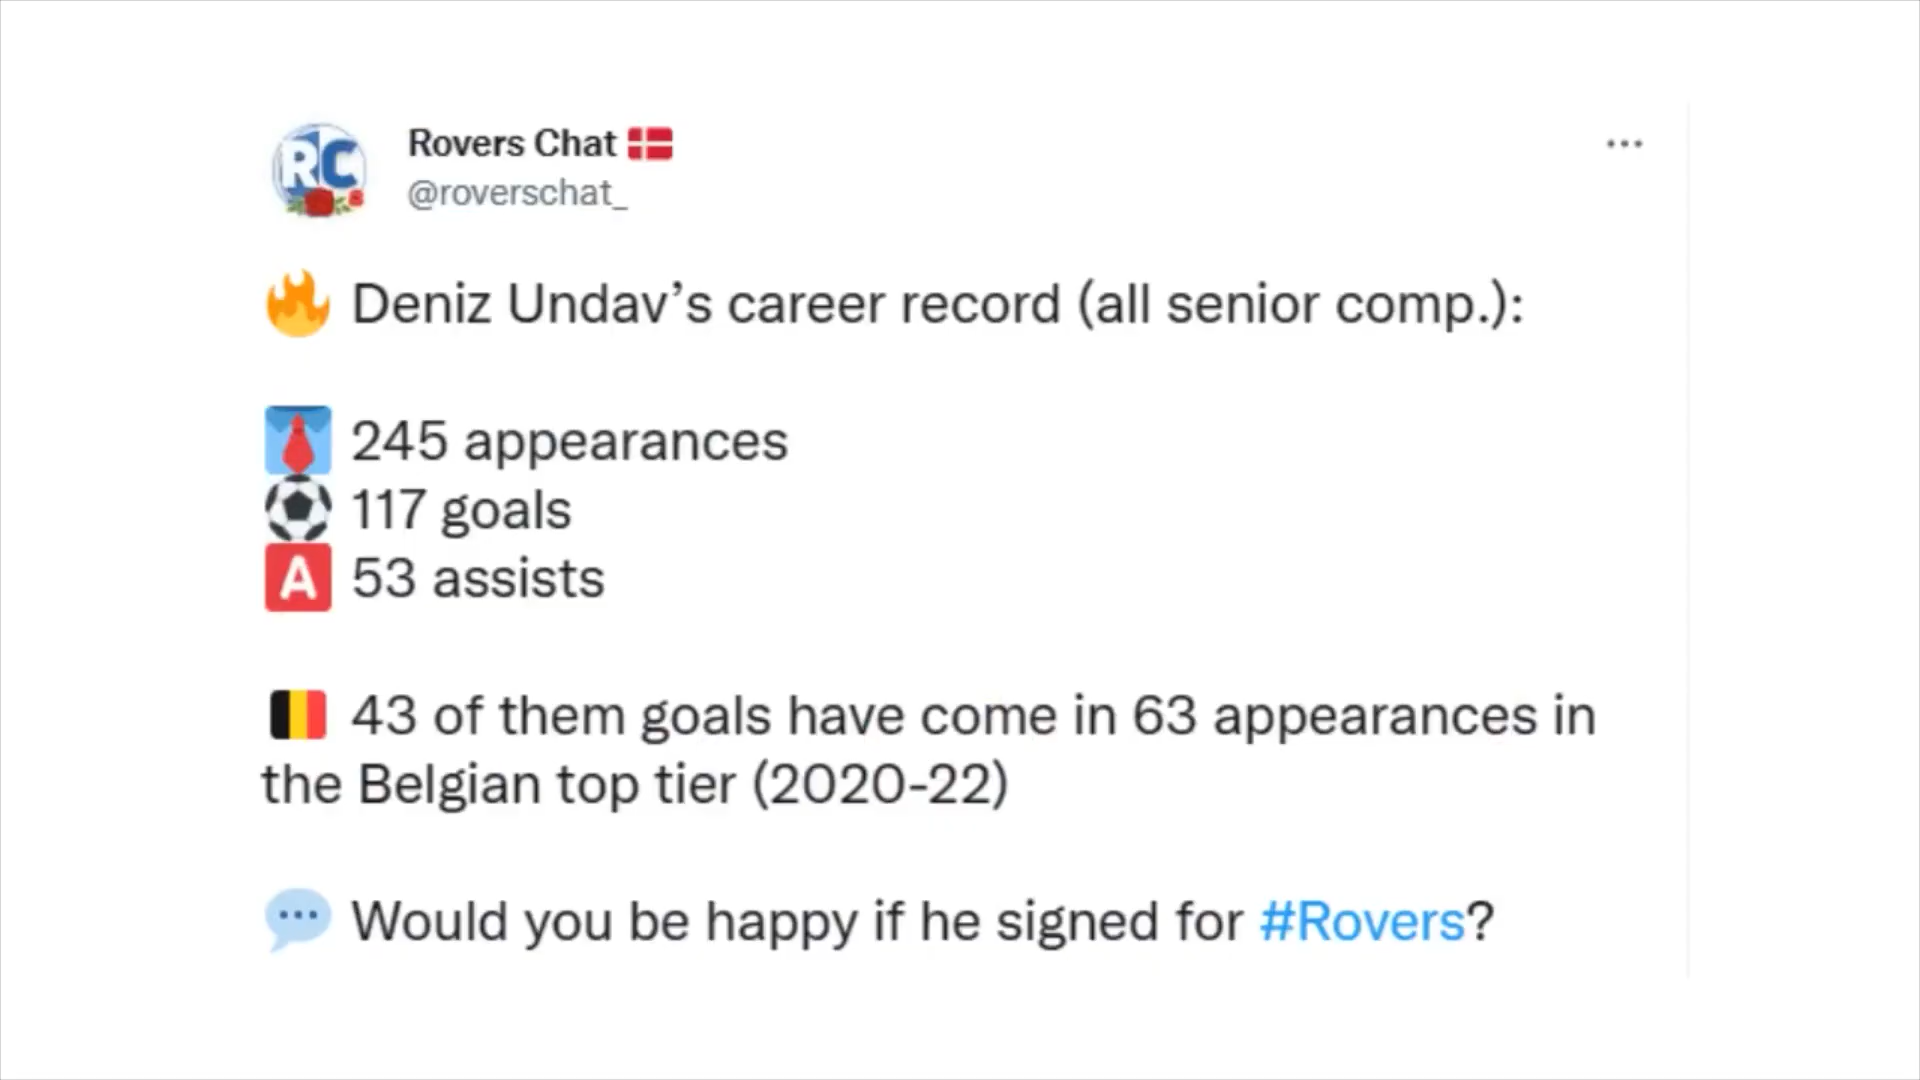 RC
Rovers Chat 🇩🇰
@roverschat_
🔥 Deniz Undav’s career record (all senior comp.):
👔 245 appearances
⚽ 117 goals
🅰️ 53 assists
🇧🇪 43 of them goals have come in 63 appearances in
the Belgian top tier (2020-22)
💬 Would you be happy if he signed for #Rovers?